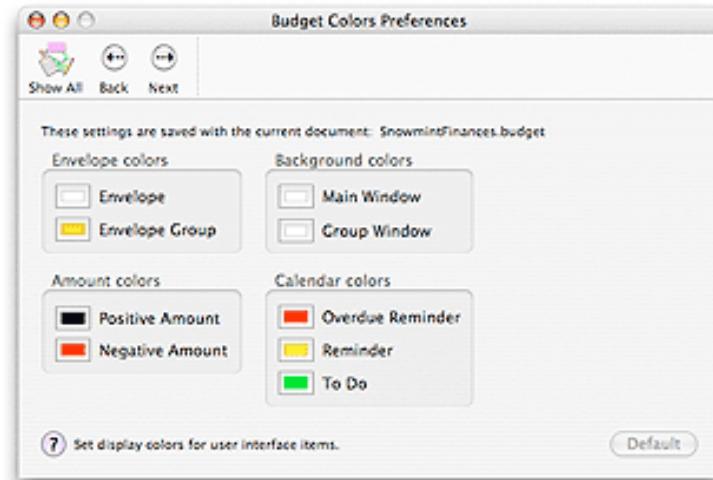 Budget Colors Preferences
Show All Back Next
These settings are saved with the current document: SnowmintFinances.budget
Envelope colors
Envelope
Envelope Group
Background colors
Main Window
Group Window
Amount colors
Positive Amount
Negative Amount
Calendar colors
Overdue Reminder
Reminder
To Do
? Set display colors for user interface items.
Default